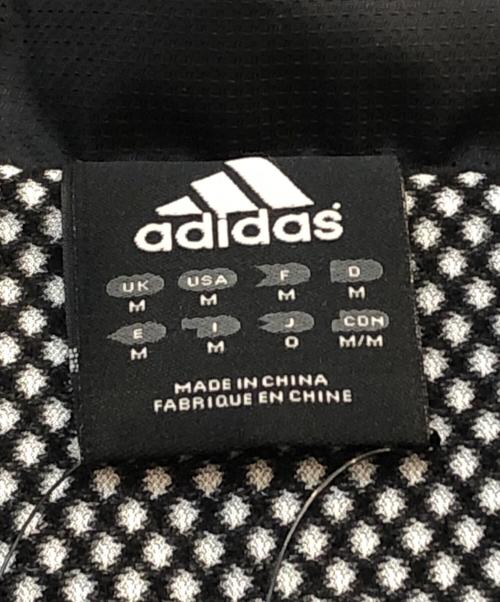 adidas
UK USA F D
M M M M
E I J CDN
M M O M/M
MADE IN CHINA
FABRIQUE EN CHINE